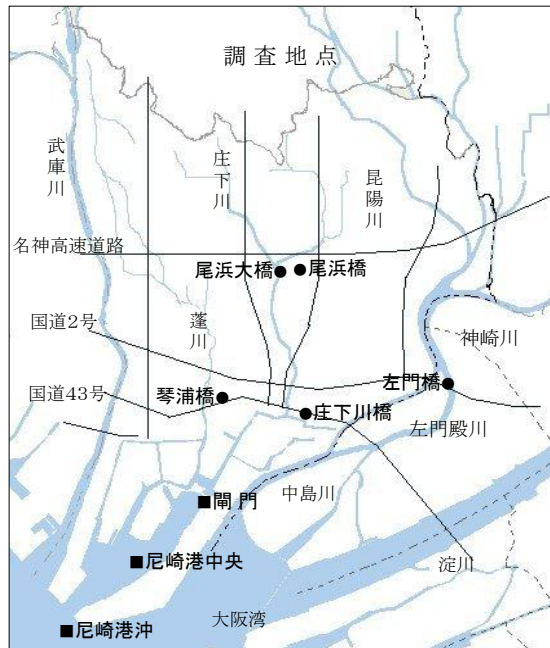 調査地点
武庫川
庄下川
昆陽川
名神高速道路
尾浜大橋
尾浜橋
国道2号
蓬川
神崎川
国道43号
琴浦橋
左門橋
庄下川橋
左門殿川
閘門
中島川
尼崎港中央
淀川
尼崎港沖
大阪湾